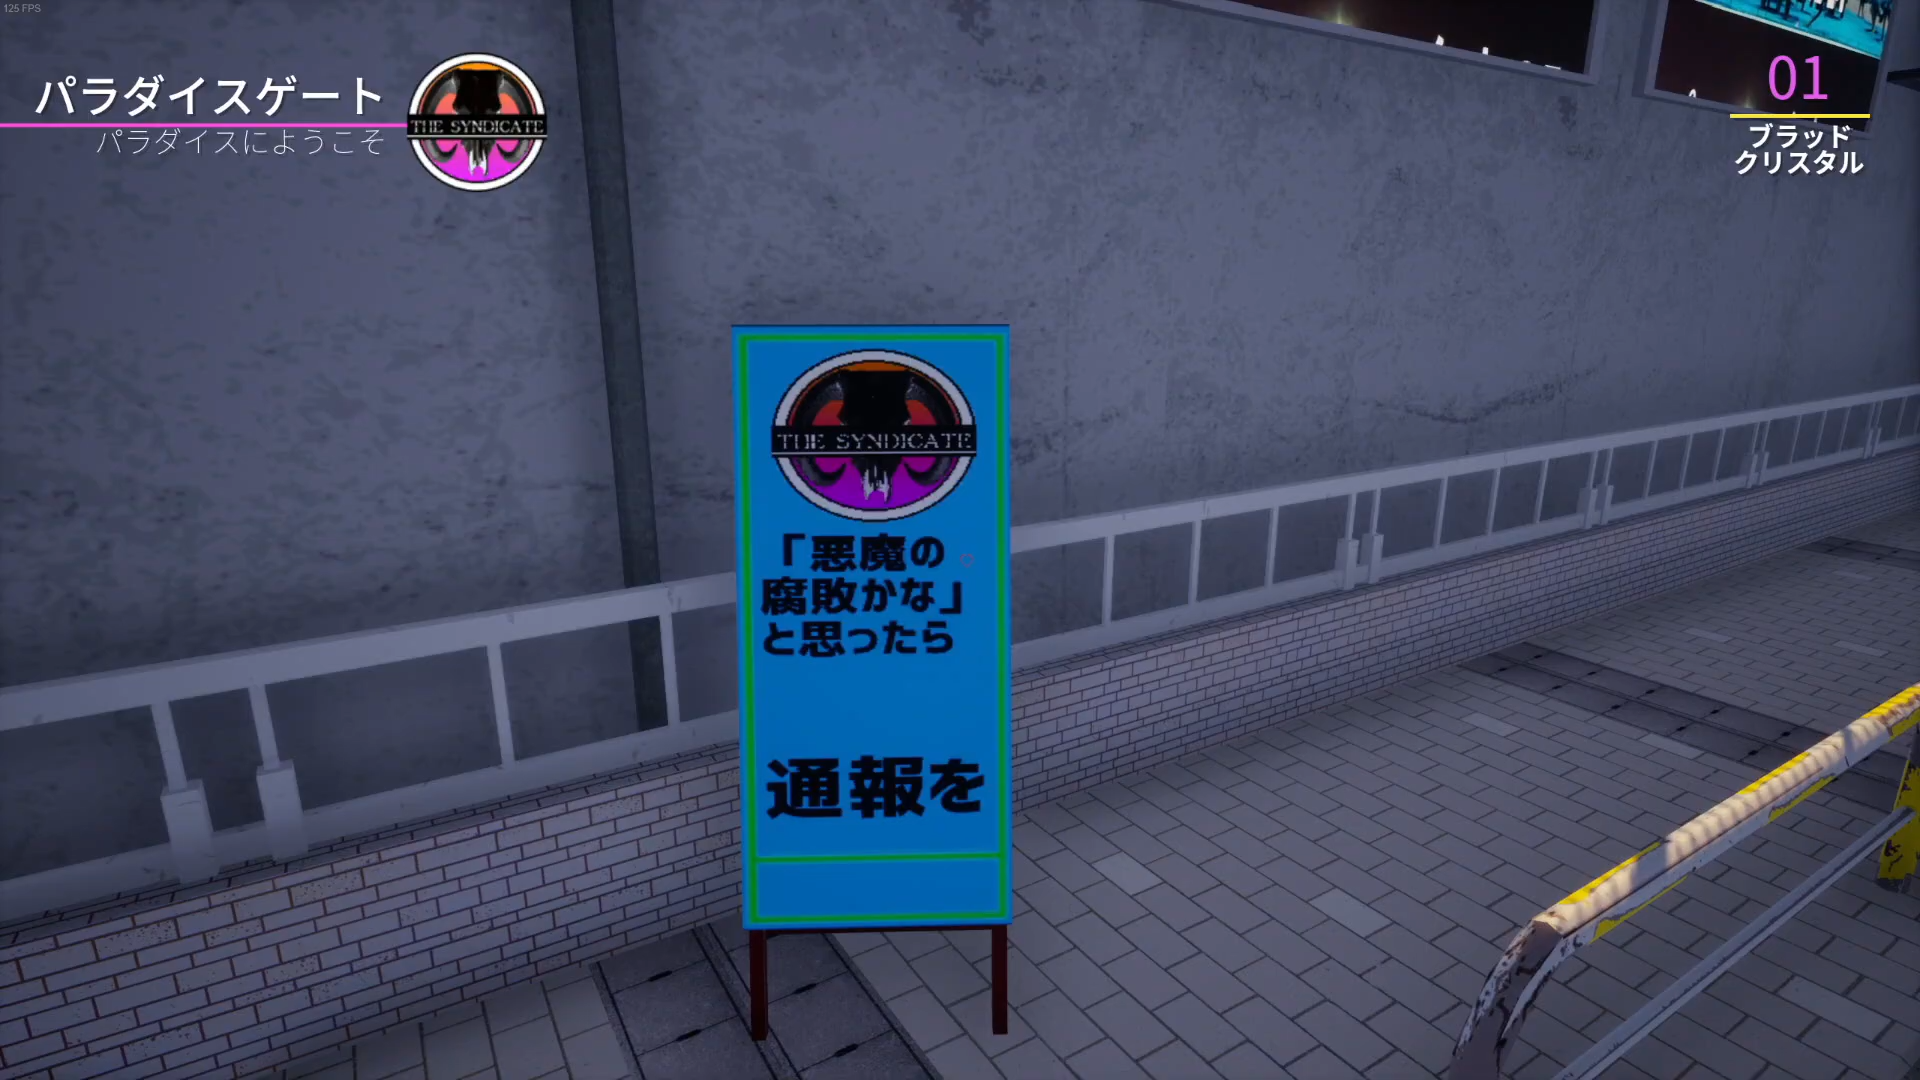 125 FPS
パラダイスゲート
パラダイスにようこそ
THE SYNDICATE
01
ブラッド
クリスタル
THE SYNDICATE
「悪魔の
腐敗かな」
と思ったら
通報を